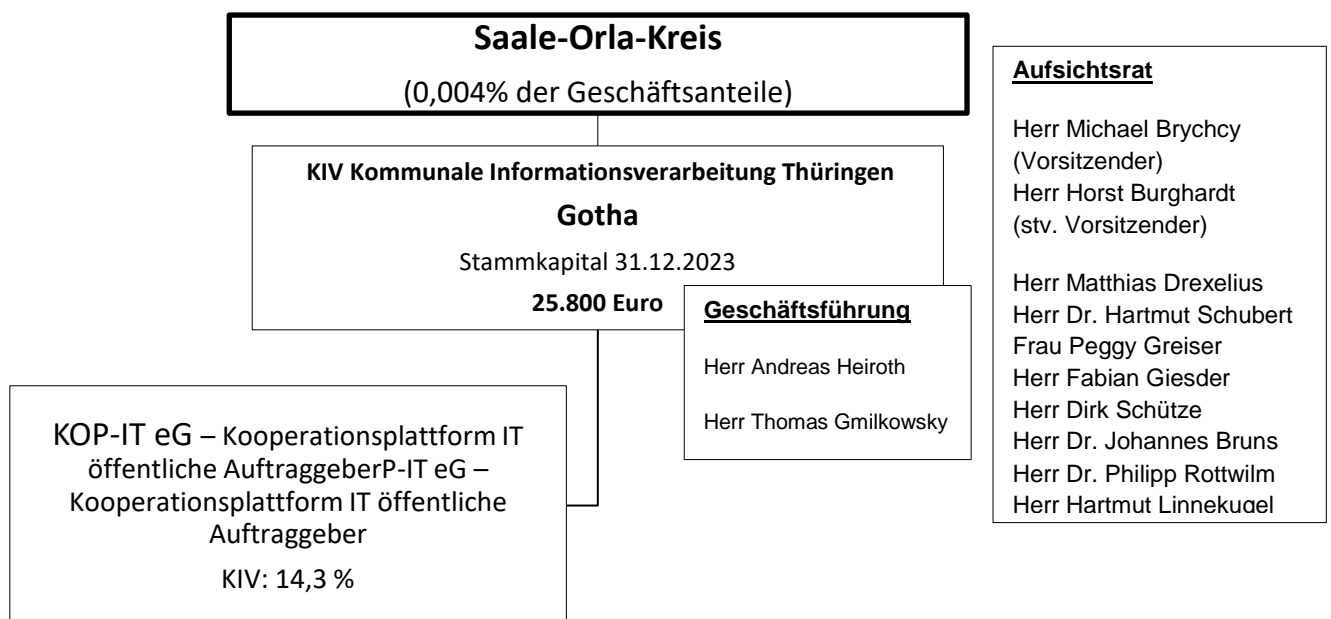 Saale-Orla-Kreis
(0,004% der Geschäftsanteile)
KIV Kommunale Informationsverarbeitung Thüringen
Gotha
Stammkapital 31.12.2023
25.800 Euro
Geschäftsführung
Herr Andreas Heiroth
Herr Thomas Gmilkowsky
KOP-IT eG – Kooperationsplattform IT
öffentliche AuftraggeberP-IT eG –
Kooperationsplattform IT öffentliche
Auftraggeber
KIV: 14,3 %
Aufsichtsrat
Herr Michael Brychcy
(Vorsitzender)
Herr Horst Burghardt
(stv. Vorsitzender)
Herr Matthias Drexelius
Herr Dr. Hartmut Schubert
Frau Peggy Greiser
Herr Fabian Giesder
Herr Dirk Schütze
Herr Dr. Johannes Bruns
Herr Dr. Philipp Rottwilm
Herr Hartmut Linnekugel